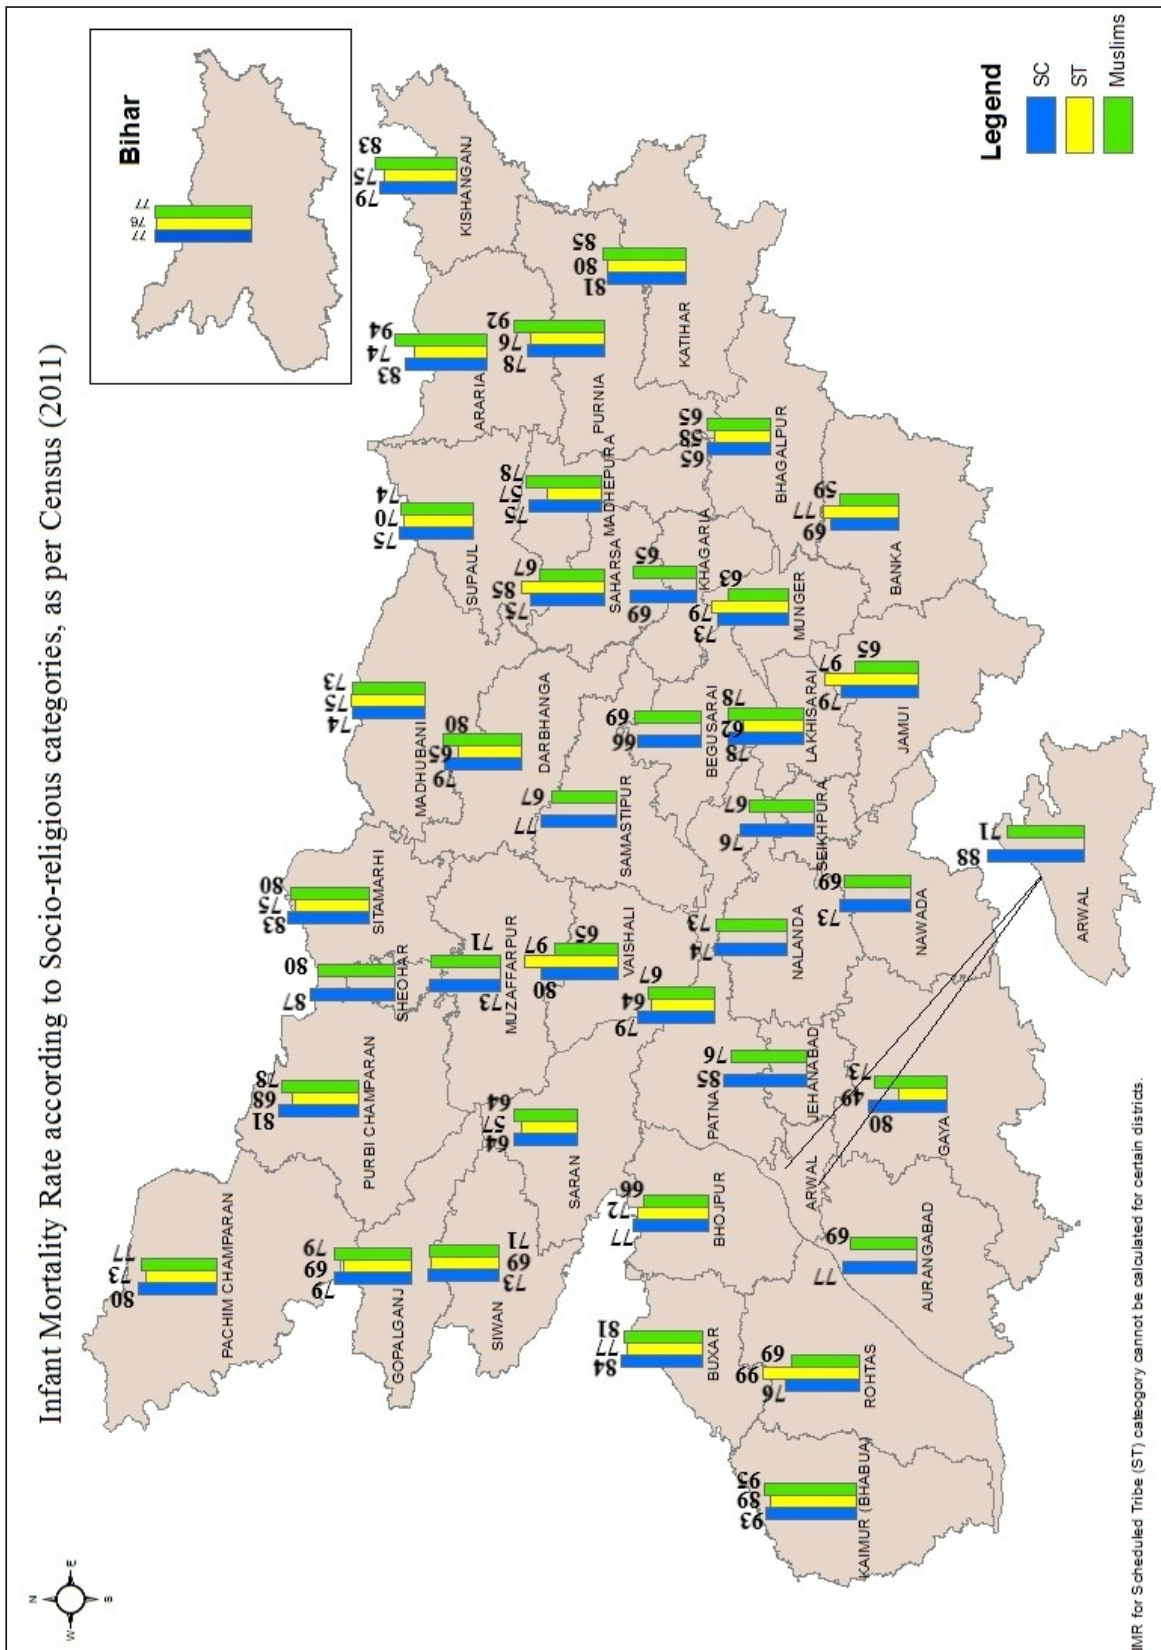 Infant Mortality Rate according to Socio-religious categories, as per Census (2011)
N
W
E
S
Bihar
77 76 77
80 73 77
PACHIM CHAMPARAN
81 68 78
PURBI CHAMPARAN
87 80
SHEOHAR
83 75 80
SITAMARHI
74 75 73
MADHUBANI
75 70 74
SUPAUL
83 74 94
ARARIA
79 75 83
KISHANGANJ
79 69 79
GOPALGANJ
73 69 71
SIWAN
64 57 64
SARAN
73 71
MUZAFFARPUR
80 97 65
VAISHALI
79 65 80
DARBHANGA
77 67
SAMASTIPUR
75 85 67
SAHARSA
75 57 78
MADHEPURA
78 76 92
PURNIA
81 80 85
KATIHAR
69 65
KHAGARIA
66 69
BEGUSARAI
84 77 81
BUXAR
77 72 66
BHOJPUR
79 64 67
PATNA
74 73
NALANDA
76 67
SEIKHPURA
78 62 78
LAKHISARAI
73 79 63
MUNGER
65 58 65
BHAGALPUR
69 77 59
BANKA
79 97 65
JAMUI
73 69
NAWADA
85 76
JEHANABAD
ARWAL
80 49 73
GAYA
77 69
AURANGABAD
76 99 69
ROHTAS
93 89 95
KAIMUR (BHABUA)
88 71
ARWAL
Legend
SC
ST
Muslims
IMR for Scheduled Tribe (ST) cateogory cannot be calculated for certain districts.